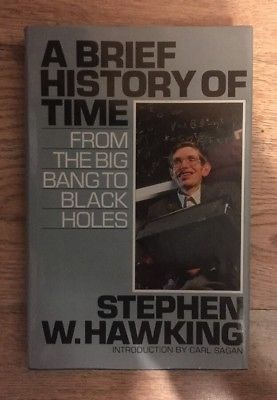 A BRIEF
HISTORY OF
TIME
FROM
THE BIG
BANG TO
BLACK
HOLES
STEPHEN
W. HAWKING
INTRODUCTION BY CARL SAGAN